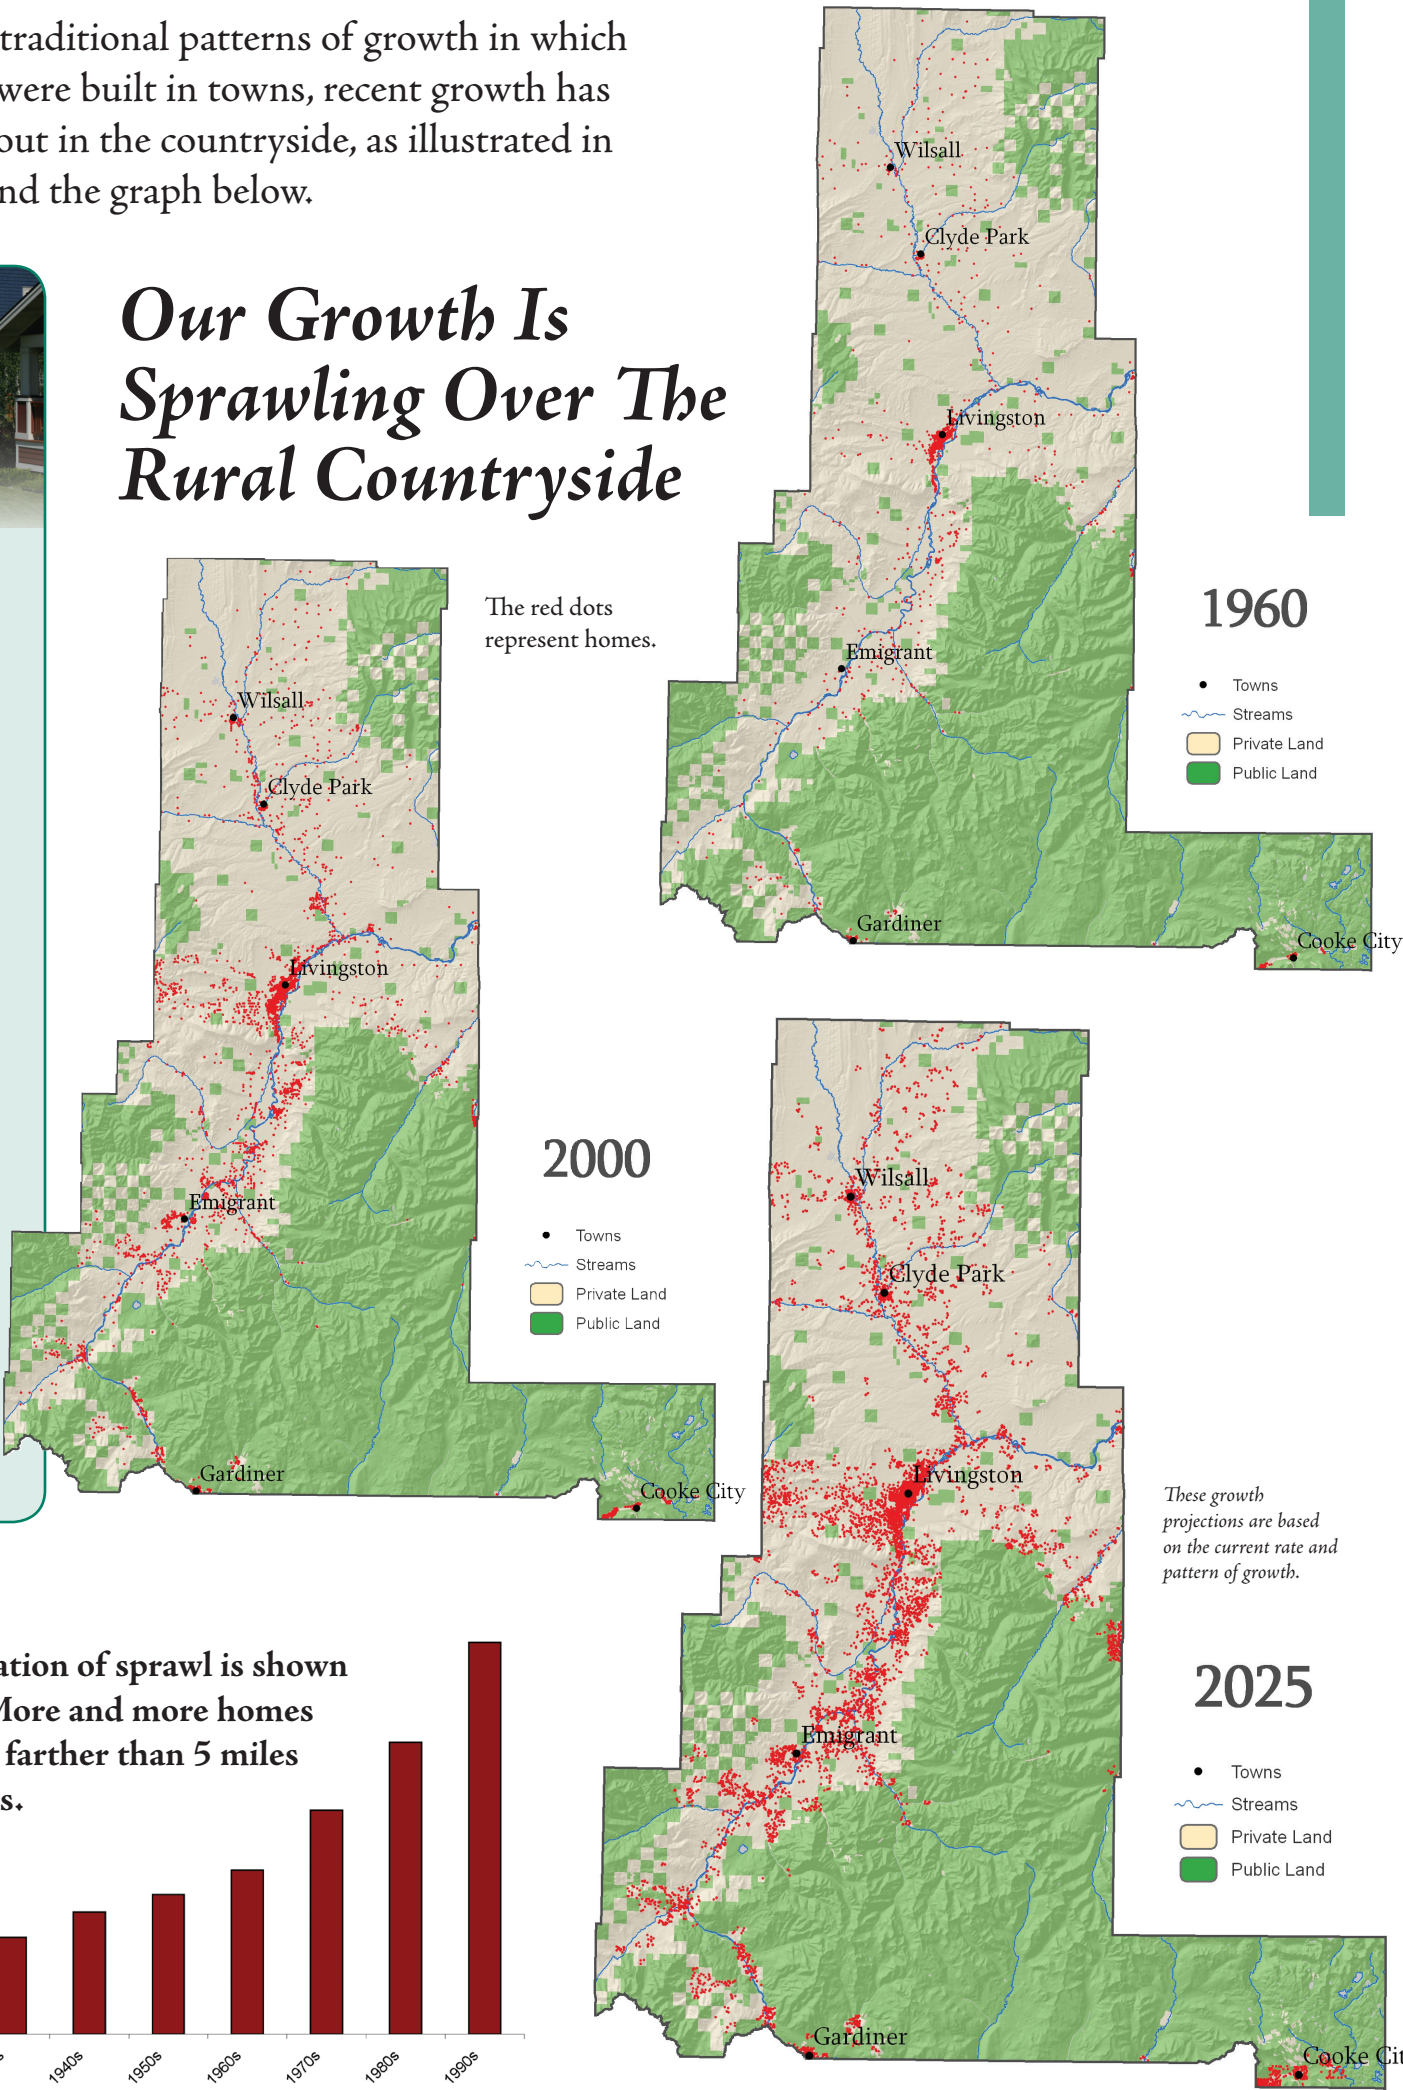 traditional patterns of growth in which
were built in towns, recent growth has
out in the countryside, as illustrated in
nd the graph below.
Our Growth Is
Sprawling Over The
Rural Countryside
The red dots
represent homes.
Wilsall
Clyde Park
Livingston
Emigrant
Gardiner
Cooke City
1960
Towns
Streams
Private Land
Public Land
Wilsall
Clyde Park
Livingston
Emigrant
Gardiner
Cooke City
2000
Towns
Streams
Private Land
Public Land
Wilsall
Clyde Park
Livingston
Emigrant
Gardiner
Cooke Cit
These growth
projections are based
on the current rate and
pattern of growth.
2025
Towns
Streams
Private Land
Public Land
ation of sprawl is shown
More and more homes
farther than 5 miles
s.
1940s
1950s
1960s
1970s
1980s
1990s